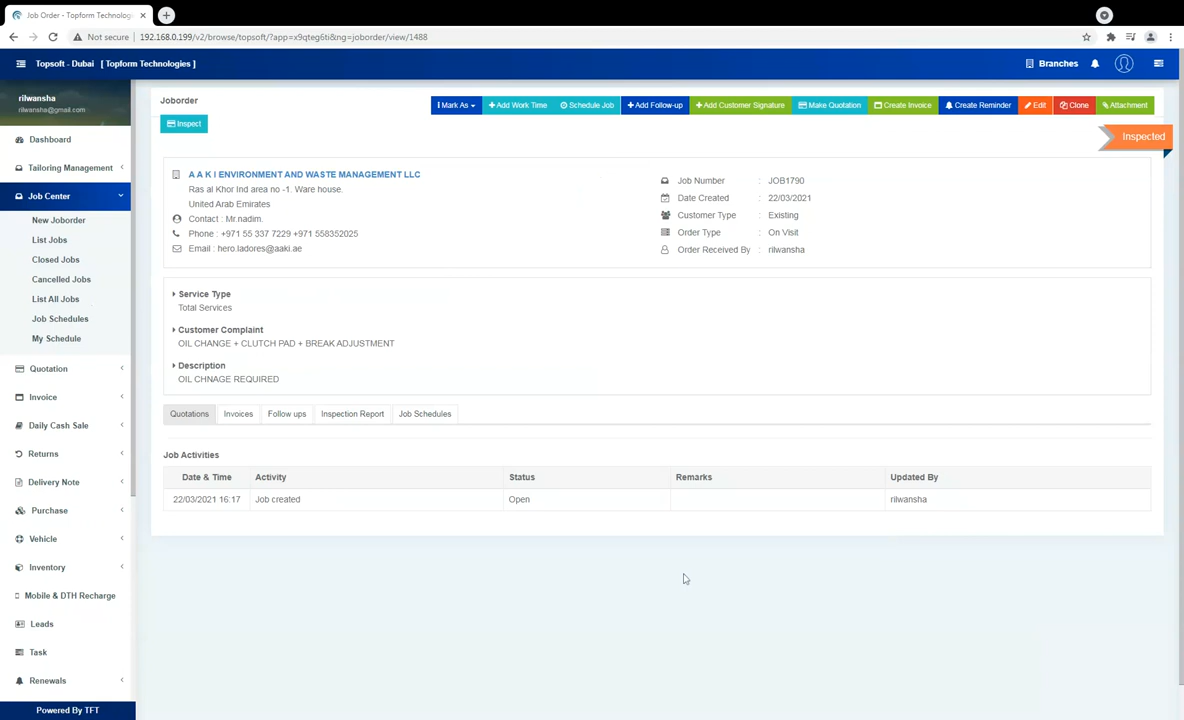 Job Order - Topform Technolog
Not secure
192.168.0.199/v2/browse/topsoft/?app=x9qteg6ti&ng=joborder/view/1488
Topsoft - Dubai [ Topform Technologies ]
Branches
rilwansha
rilwansha@gmail.com
Dashboard
Tailoring Management
Job Center
New Joborder
List Jobs
Closed Jobs
Cancelled Jobs
List All Jobs
Job Schedules
My Schedule
Quotation
Invoice
Daily Cash Sale
Returns
Delivery Note
Purchase
Vehicle
Inventory
Mobile & DTH Recharge
Leads
Task
Renewals
Powered By TFT
Joborder
Mark As
Add Work Time
Schedule Job
Add Follow-up
Add Customer Signature
Make Quotation
Create Invoice
Create Reminder
Edit
Clone
Attachment
Inspect
Inspected
A A K I ENVIRONMENT AND WASTE MANAGEMENT LLC
Ras al Khor Ind area no -1. Ware house.
United Arab Emirates
Contact : Mr.nadim.
Phone : +971 55 337 7229 +971 558352025
Email : hero.ladores@aaki.ae
Job Number : JOB1790
Date Created : 22/03/2021
Customer Type : Existing
Order Type : On Visit
Order Received By : rilwansha
Service Type
Total Services
Customer Complaint
OIL CHANGE + CLUTCH PAD + BREAK ADJUSTMENT
Description
OIL CHNAGE REQUIRED
Quotations
Invoices
Follow ups
Inspection Report
Job Schedules
Job Activities
Date & Time Activity Status Remarks Updated By
22/03/2021 16:17 Job created Open rilwansha